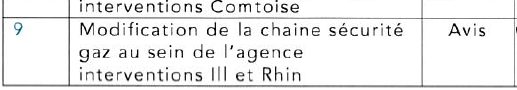 interventions Comtoise
9 Modification de la chaine sécurité Avis
gaz au sein de l'agence
interventions Ill et Rhin